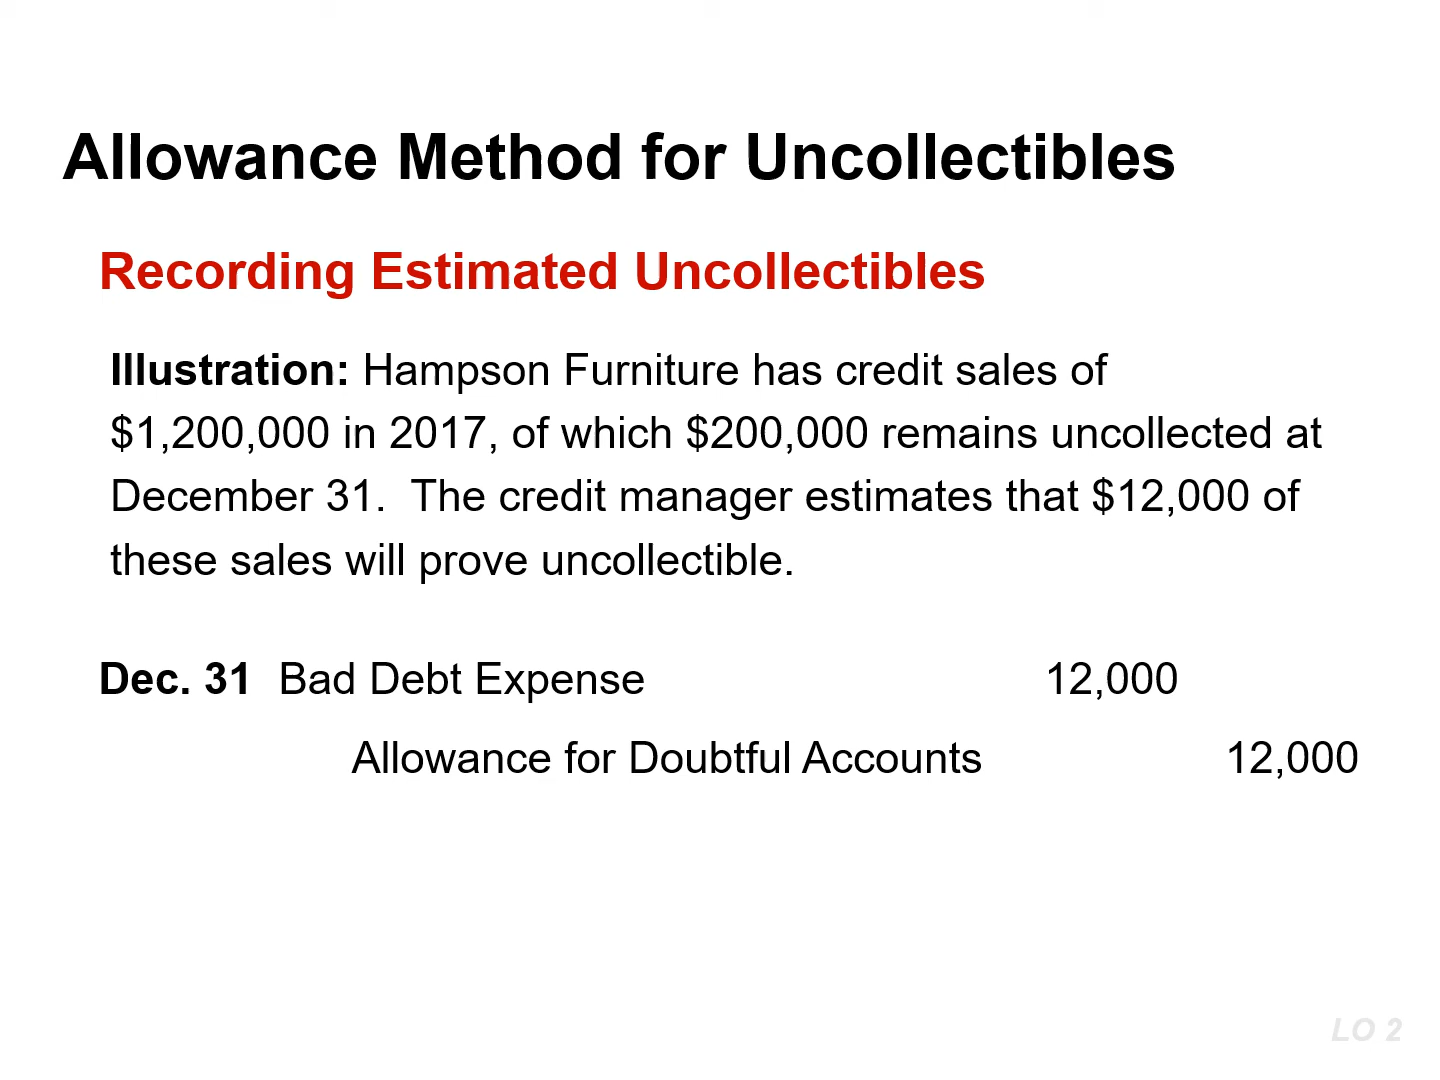 Allowance Method for Uncollectibles
Recording Estimated Uncollectibles
Illustration: Hampson Furniture has credit sales of
$1,200,000 in 2017, of which $200,000 remains uncollected at
December 31.  The credit manager estimates that $12,000 of
these sales will prove uncollectible.
Dec. 31 Bad Debt Expense 12,000
Allowance for Doubtful Accounts 12,000
LO 2